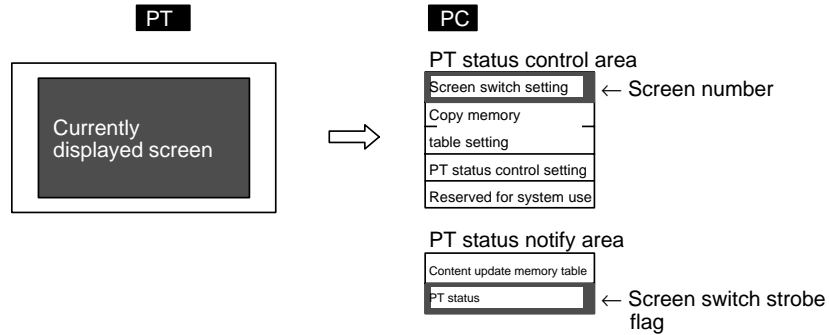 PT
PC
PT status control area
Screen switch setting
← Screen number
Copy memory
table setting
PT status control setting
Reserved for system use
Currently
displayed screen
PT status notify area
Content update memory table
PT status
← Screen switch strobe
flag